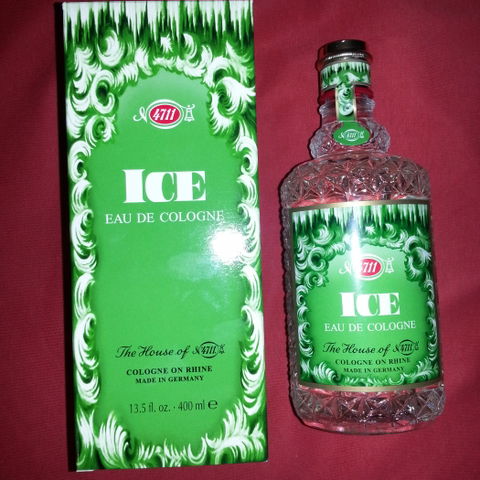 4711
ICE
EAU DE COLOGNE
The House of 4711
COLOGNE ON RHINE
MADE IN GERMANY
13.5 fl. oz. · 400 ml ℮
4711
4711
ICE
EAU DE COLOGNE
The House of 4711
COLOGNE ON RHINE
MADE IN GERMANY